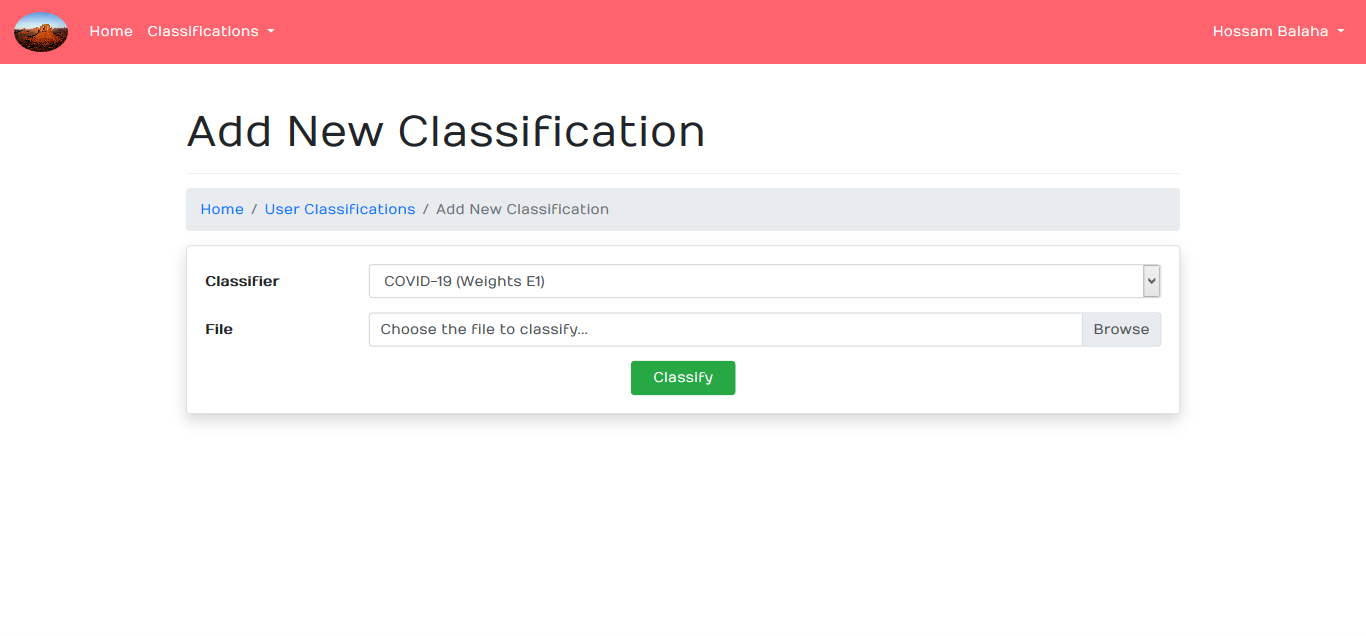 Home Classifications Hossam Balaha
Add New Classification
Home / User Classifications / Add New Classification
Classifier COVID-19 (Weights E1)
File Choose the file to classify... Browse
Classify